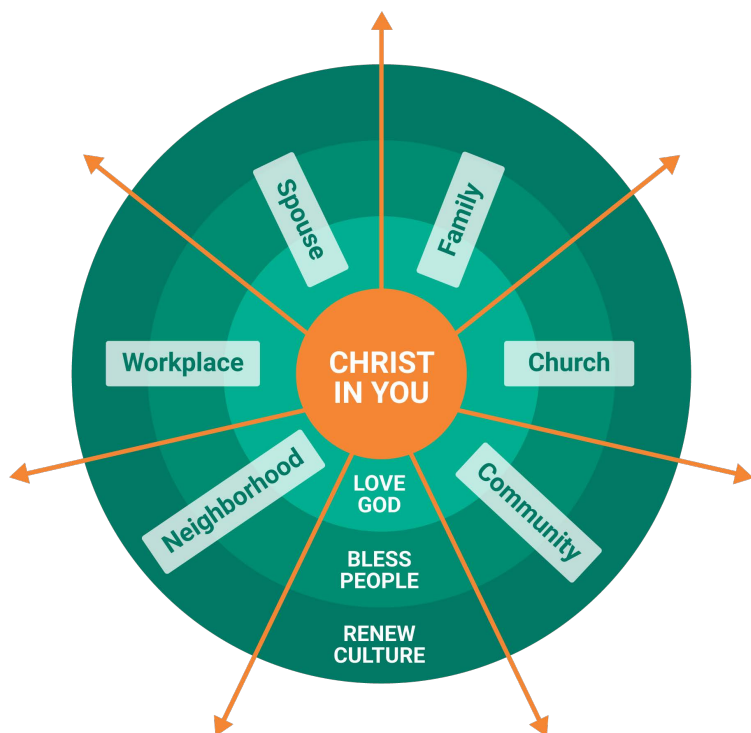 Spouse
Family
Workplace
CHRIST
IN YOU
Church
Neighborhood
LOVE
GOD
Community
BLESS
PEOPLE
RENEW
CULTURE